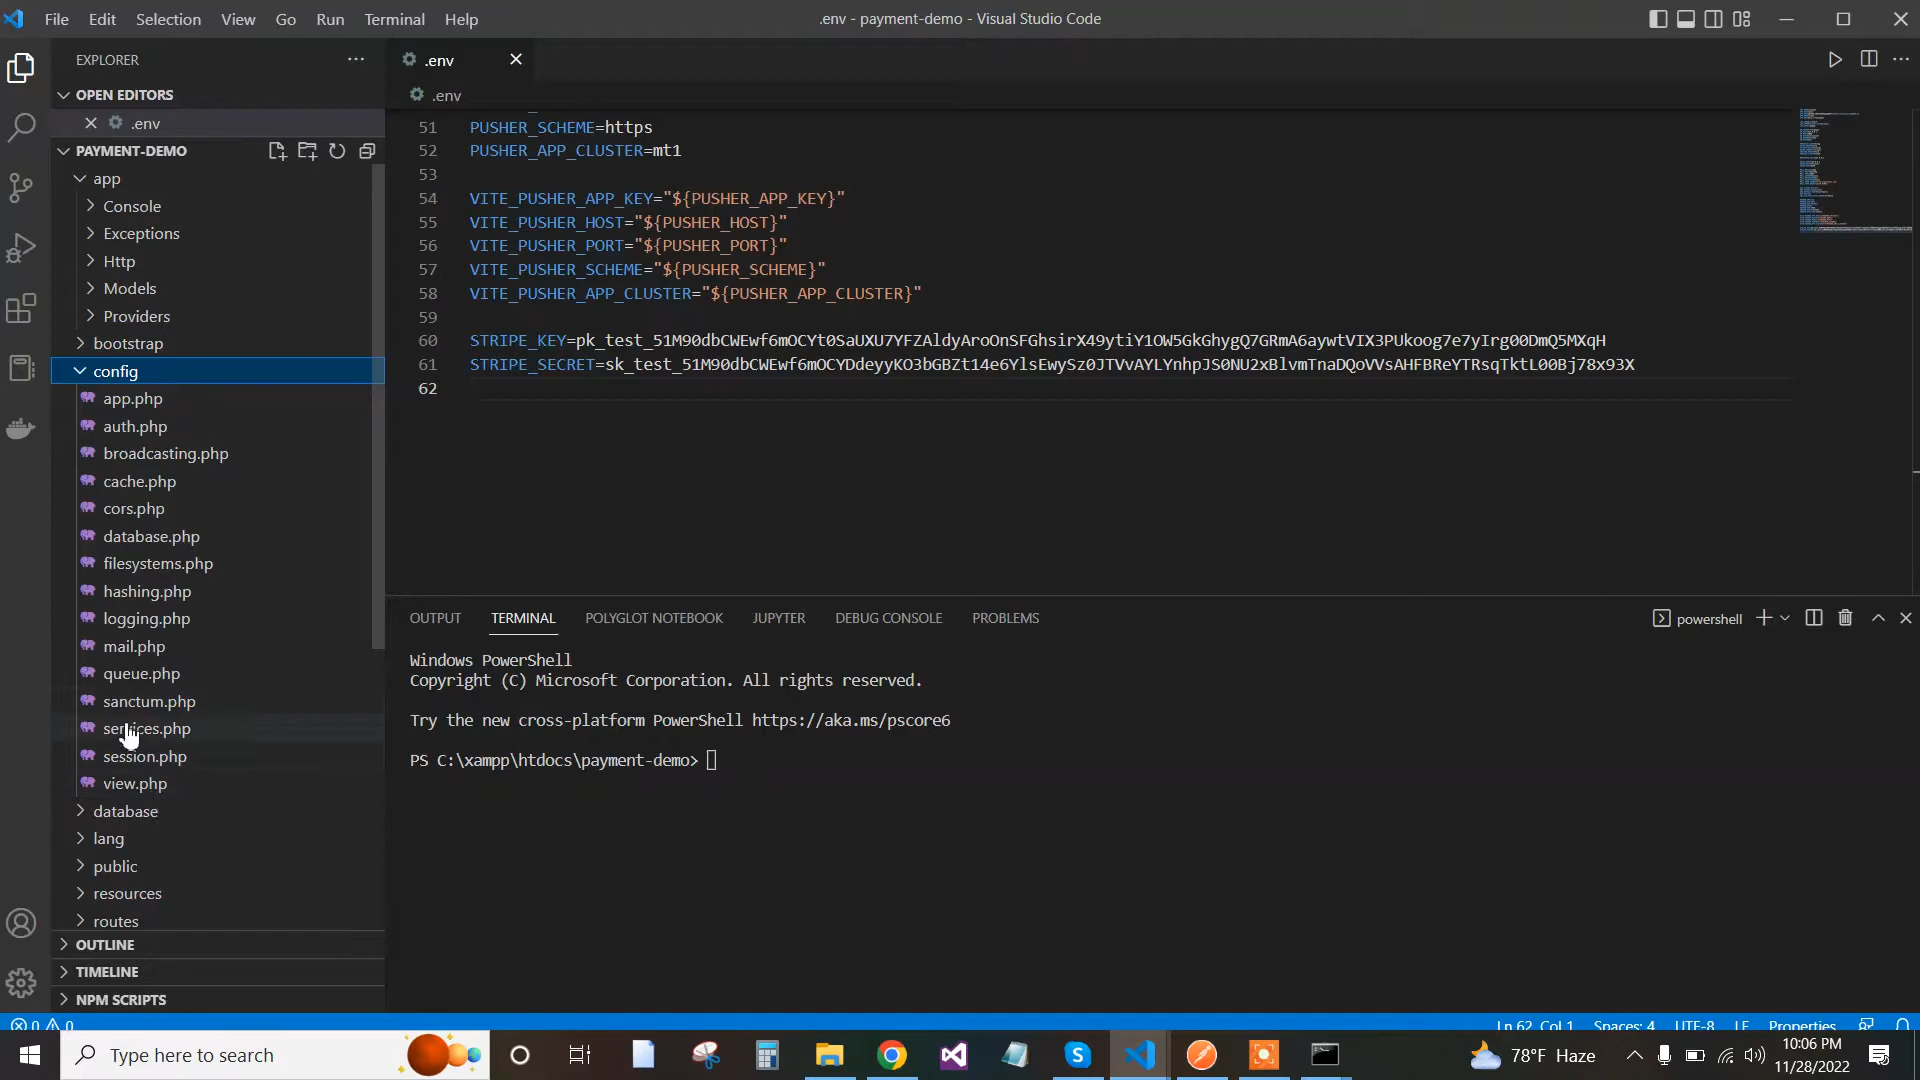 File Edit Selection View Go Run Terminal Help
.env - payment-demo - Visual Studio Code
EXPLORER
OPEN EDITORS
.env
PAYMENT-DEMO
app
Console
Exceptions
Http
Models
Providers
bootstrap
config
app.php
auth.php
broadcasting.php
cache.php
cors.php
database.php
filesystems.php
hashing.php
logging.php
mail.php
queue.php
sanctum.php
services.php
session.php
view.php
database
lang
public
resources
routes
OUTLINE
TIMELINE
NPM SCRIPTS
.env
.env
51 PUSHER_SCHEME=https
52 PUSHER_APP_CLUSTER=mt1
53
54 VITE_PUSHER_APP_KEY="${PUSHER_APP_KEY}"
55 VITE_PUSHER_HOST="${PUSHER_HOST}"
56 VITE_PUSHER_PORT="${PUSHER_PORT}"
57 VITE_PUSHER_SCHEME="${PUSHER_SCHEME}"
58 VITE_PUSHER_APP_CLUSTER="${PUSHER_APP_CLUSTER}"
59
60 STRIPE_KEY=pk_test_51M90dbCWEwf6mOCYt0SaUXU7YFZAldyAroOnSFGhsirX49ytiY1OW5GkGhygQ7GRmA6aywtVIX3PUkoog7e7yIrg00DmQ5MXqH
61 STRIPE_SECRET=sk_test_51M90dbCWEwf6mOCYDdeyyKO3bGBZt14e6YlsEwySz0JTVvAYLYnhpJS0NU2xBlvmTnaDQoVVsAHFBReYTRsqTktL00Bj78x93X
62
OUTPUT TERMINAL POLYGLOT NOTEBOOK JUPYTER DEBUG CONSOLE PROBLEMS
powershell
Windows PowerShell
Copyright (C) Microsoft Corporation. All rights reserved.
Try the new cross-platform PowerShell https://aka.ms/pscore6
PS C:\xampp\htdocs\payment-demo>
0 0
Ln 62, Col 1 Spaces: 4 UTF-8 LF Properties
Type here to search
78°F Haze
10:06 PM
11/28/2022